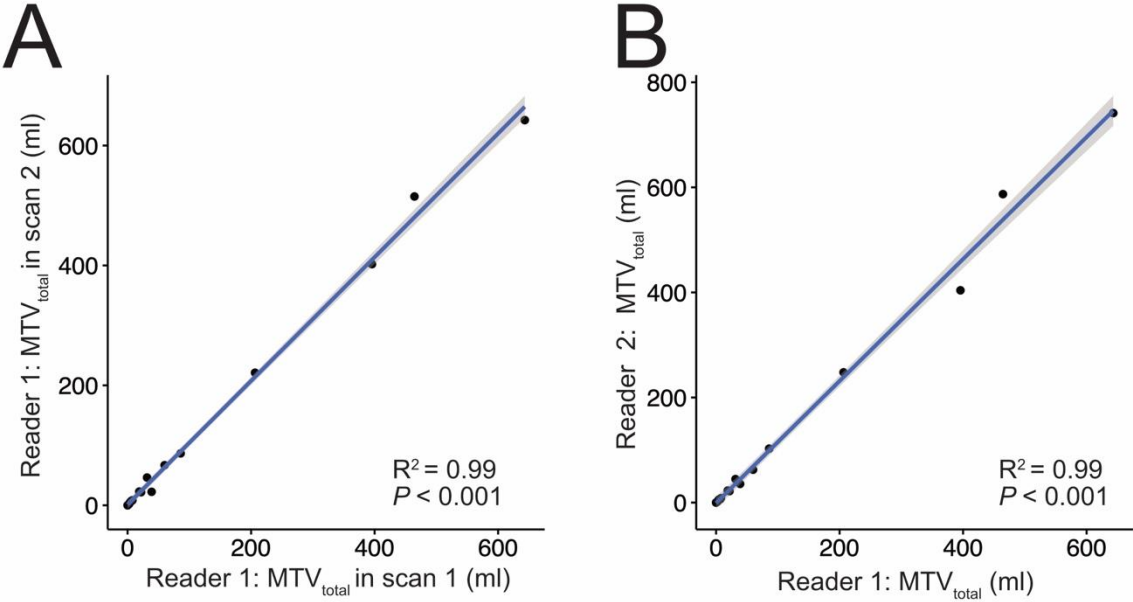 A
Reader 1: MTVtotal in scan 2 (ml)
600
400
200
0
R² = 0.99
P < 0.001
0 200 400 600
Reader 1: MTVtotal in scan 1 (ml)
B
Reader 2: MTVtotal (ml)
800
600
400
200
0
R² = 0.99
P < 0.001
0 200 400 600
Reader 1: MTVtotal (ml)